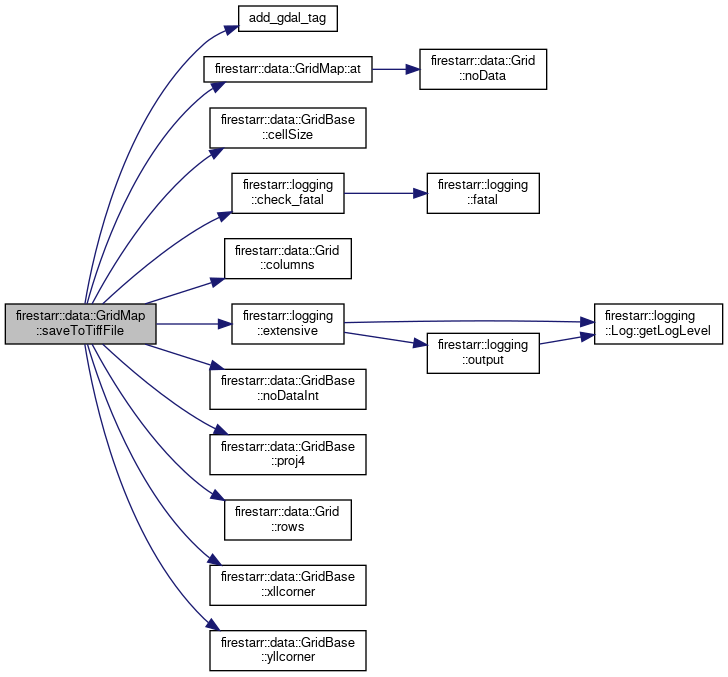 add_gdal_tag
firestarr::data::GridMap::at
firestarr::data::Grid
::noData
firestarr::data::GridBase
::cellSize
firestarr::logging
::check_fatal
firestarr::logging
::fatal
firestarr::data::Grid
::columns
firestarr::data::GridMap
::saveToTiffFile
firestarr::logging
::extensive
firestarr::logging
::Log::getLogLevel
firestarr::logging
::output
firestarr::data::GridBase
::noDataInt
firestarr::data::GridBase
::proj4
firestarr::data::Grid
::rows
firestarr::data::GridBase
::xllcorner
firestarr::data::GridBase
::yllcorner